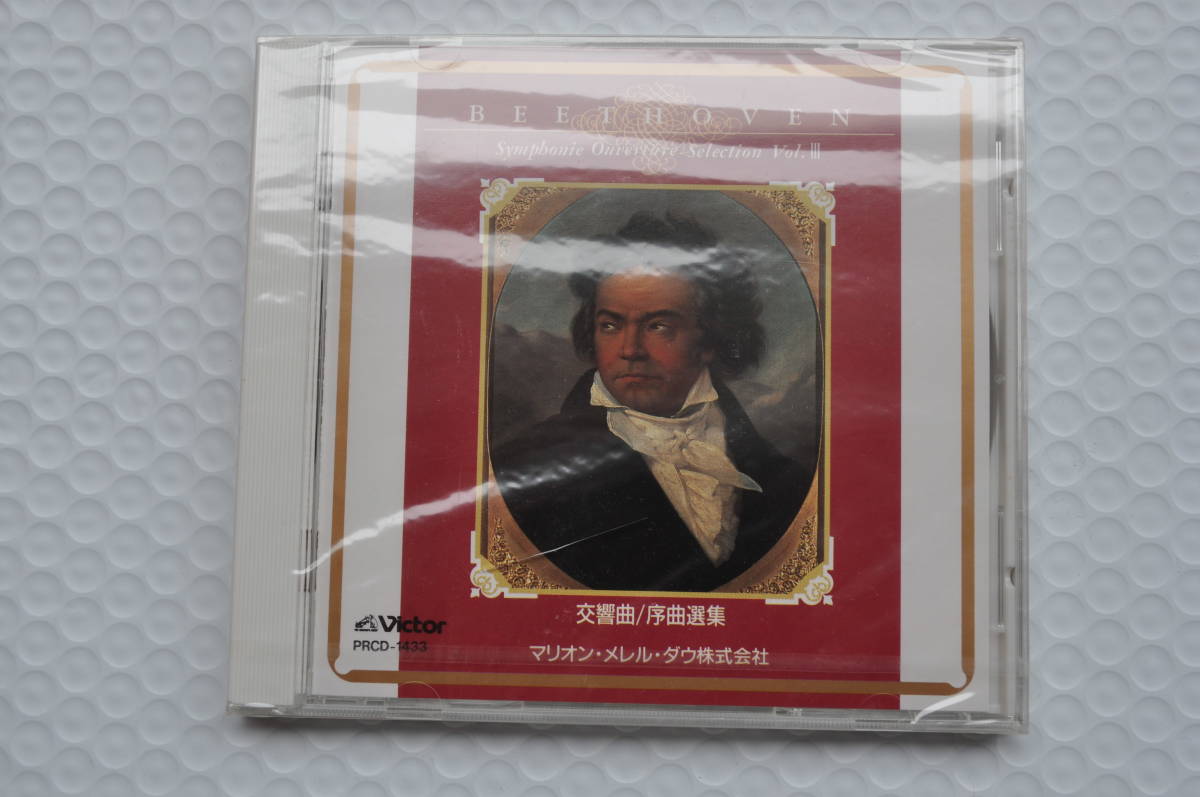 BEETHOVEN
Symphonie Ouverture Selection Vol.III
交響曲/序曲選集
マリオン・メレル・ダウ株式会社
Victor
PRCD-1433